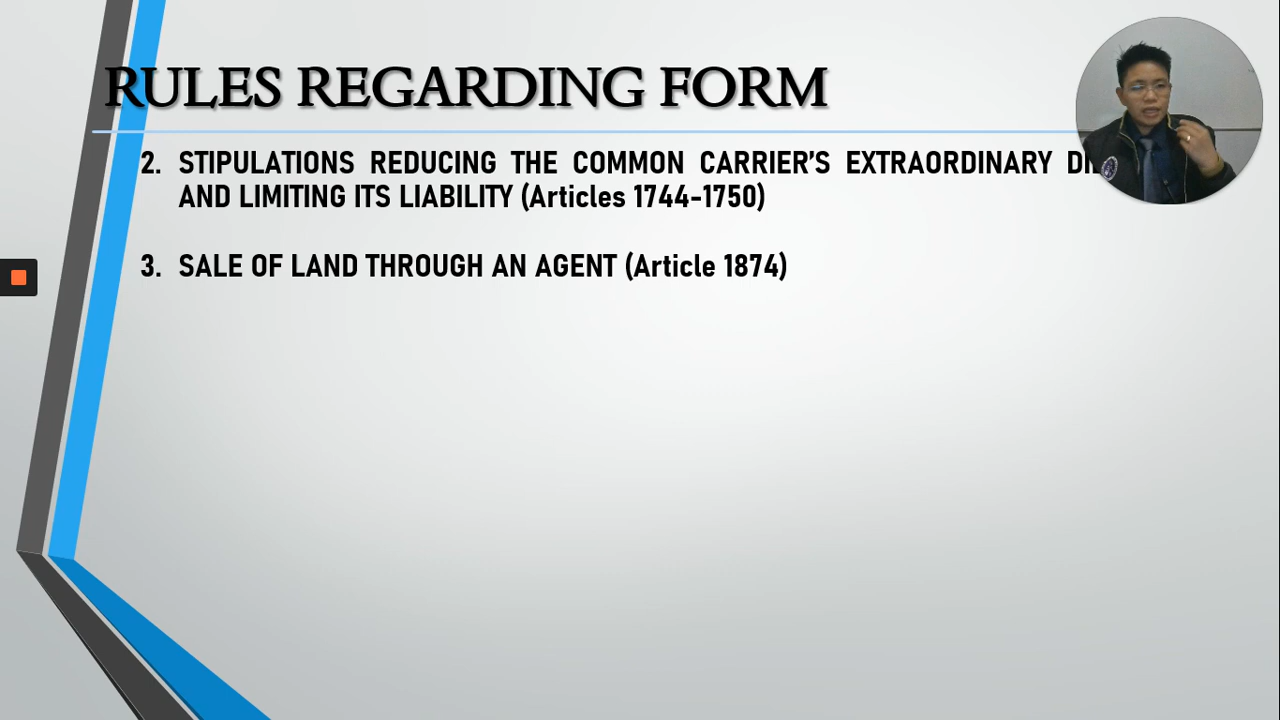 RULES REGARDING FORM
2. STIPULATIONS REDUCING THE COMMON CARRIER'S EXTRAORDINARY
AND LIMITING ITS LIABILITY (Articles 1744-1750)
3. SALE OF LAND THROUGH AN AGENT (Article 1874)